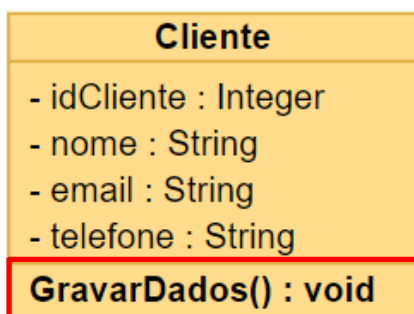 Cliente
- idCliente : Integer
- nome : String
- email : String
- telefone : String
GravarDados() : void